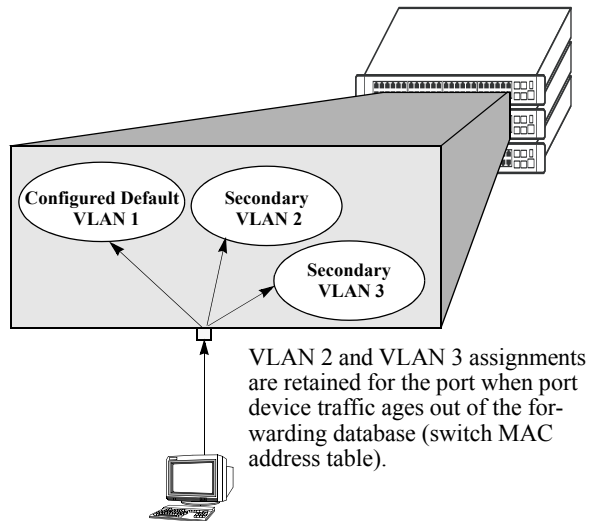 Configured Default
VLAN 1
Secondary
VLAN 2
Secondary
VLAN 3
VLAN 2 and VLAN 3 assignments
are retained for the port when port
device traffic ages out of the for-
warding database (switch MAC
address table).